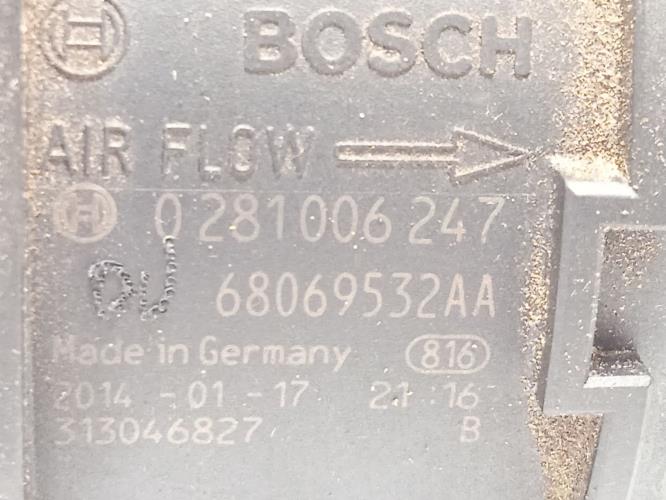 BOSCH
AIR FLOW
0 281 006 247
68069532AA
Made in Germany 816
2014 - 01 - 17 21:16
313046827 B